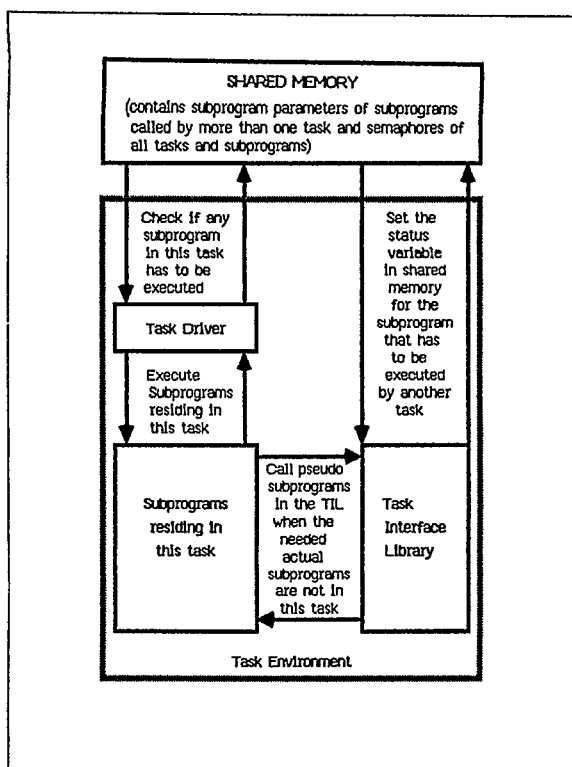 SHARED MEMORY
(contains subprogram parameters of subprograms
called by more than one task and semaphores of
all tasks and subprograms)
Check if any
subprogram
in this task
has to be
executed
Set the
status
variable
in shared
memory
for the
subprogram
that has
to be
executed
by another
task
Task Driver
Execute
Subprograms
residing in
this task
Subprograms
residing in
this task
Call pseudo
subprograms
in the TIL
when the
needed
actual
subprograms
are not in
this task
Task
Interface
Library
Task Environment